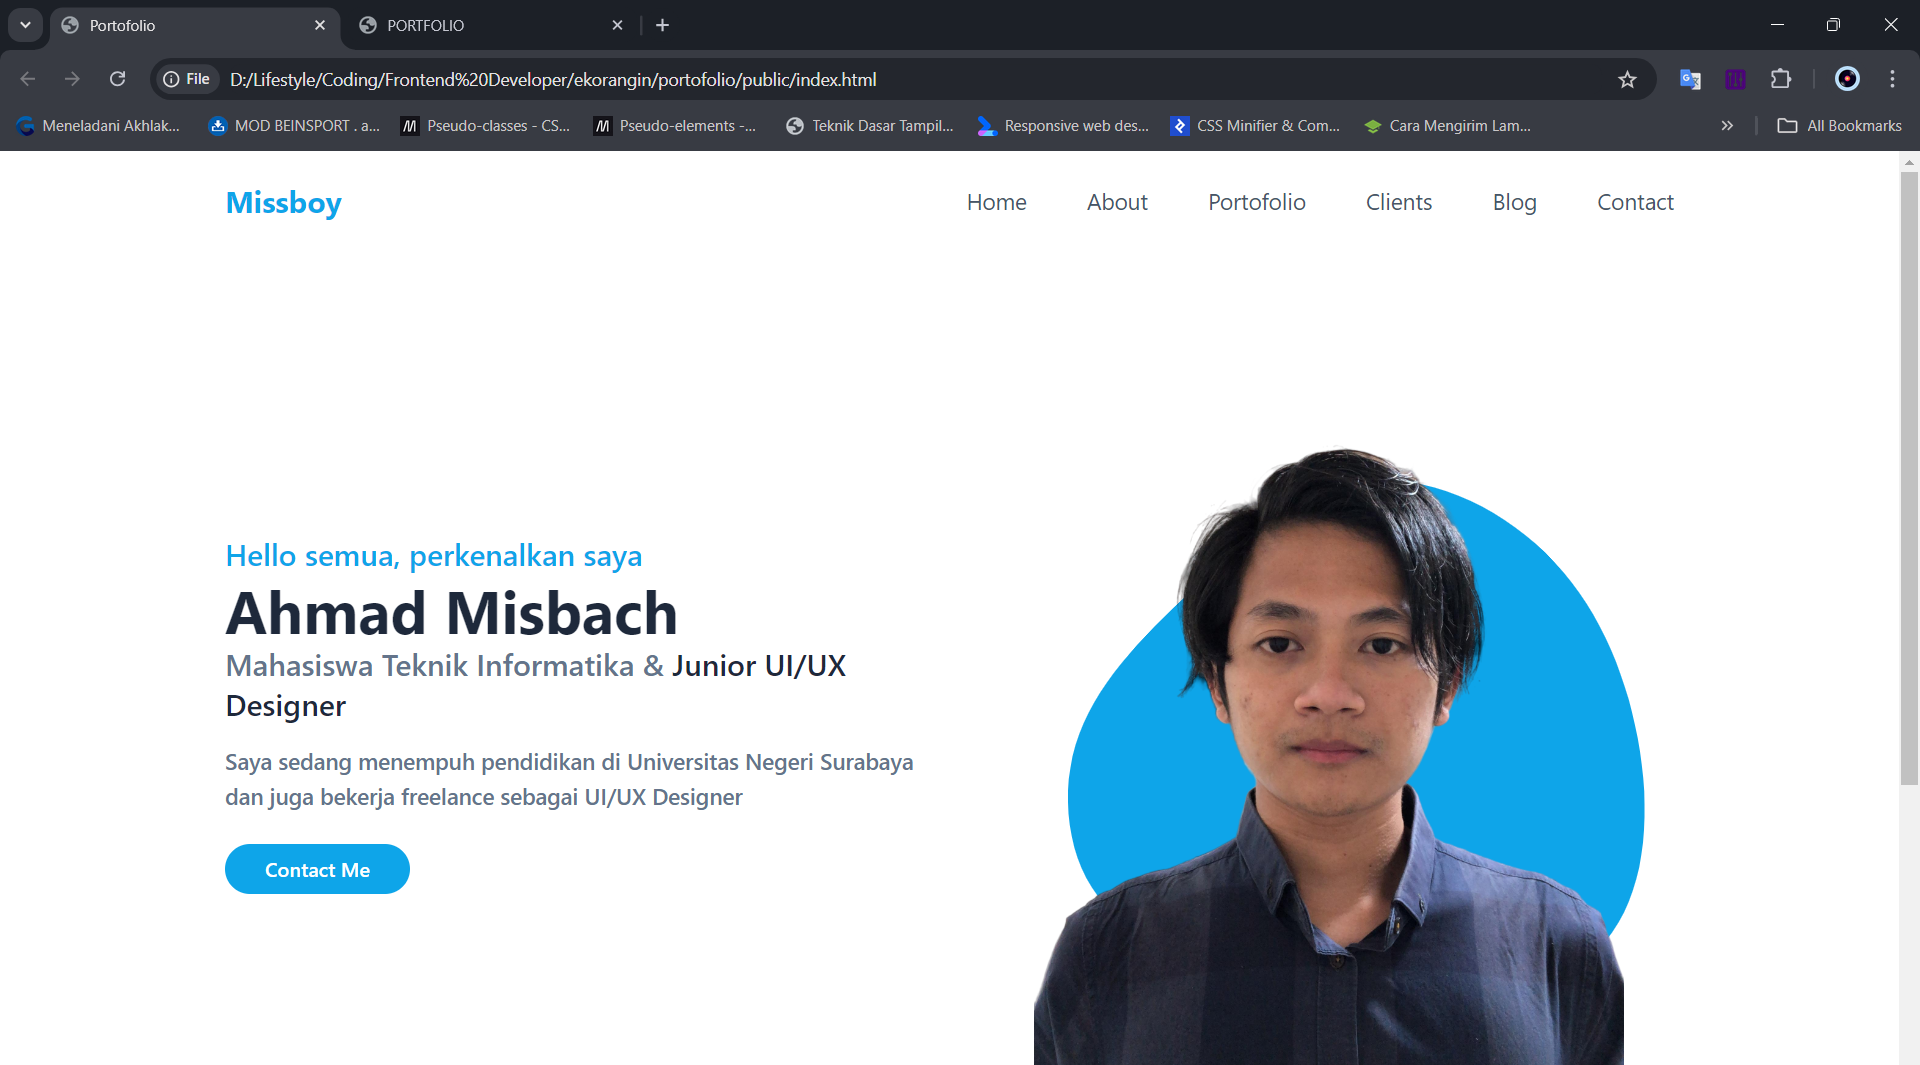 Portofolio
PORTFOLIO
File
D:/Lifestyle/Coding/Frontend%20Developer/ekorangin/portofolio/public/index.html
Meneladani Akhlak...
MOD BEINSPORT . a...
Pseudo-classes - CS...
Pseudo-elements -...
Teknik Dasar Tampil...
Responsive web des...
CSS Minifier & Com...
Cara Mengirim Lam...
All Bookmarks
Missboy
Home
About
Portofolio
Clients
Blog
Contact
Hello semua, perkenalkan saya
Ahmad Misbach
Mahasiswa Teknik Informatika & Junior UI/UX
Designer
Saya sedang menempuh pendidikan di Universitas Negeri Surabaya
dan juga bekerja freelance sebagai UI/UX Designer
Contact Me